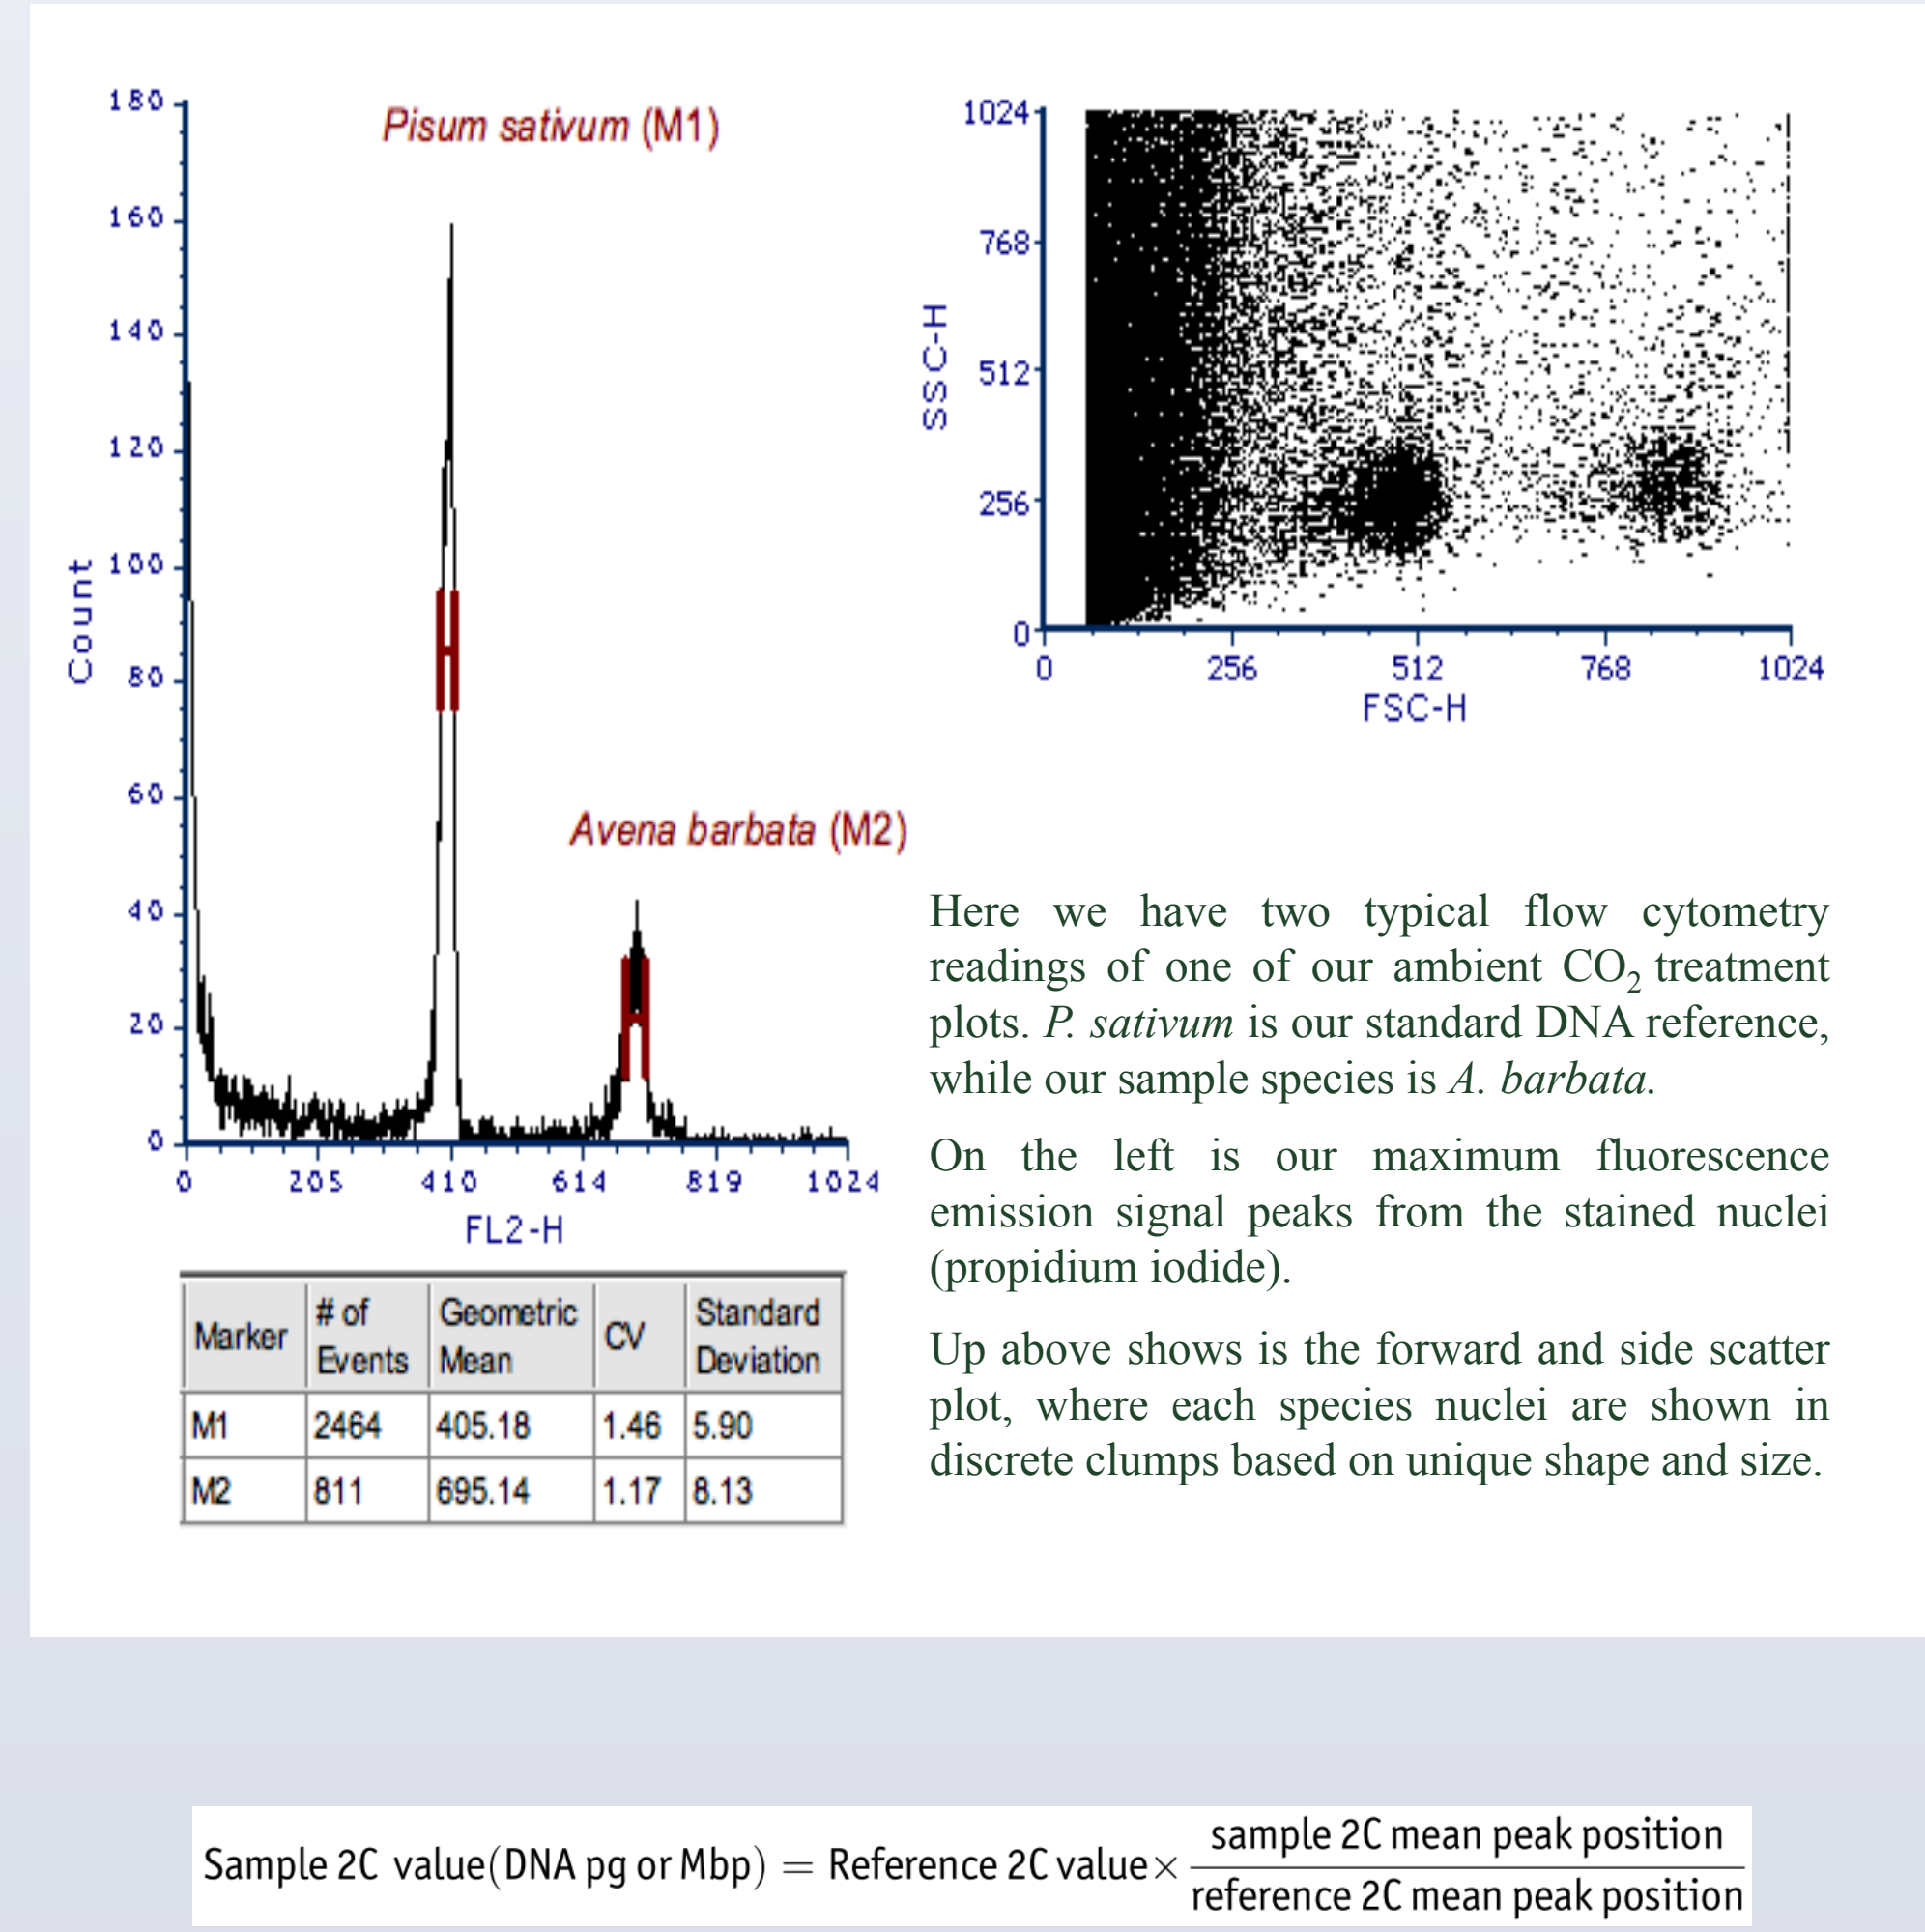 Pisum sativum (M1)
180
160
140
120
100
80
60
40
20
0
Count
Avena barbata (M2)
0 205 410 614 819 1024
FL2-H
1024
768
512
256
0
SSC-H
0 256 512 768 1024
FSC-H
Marker # of Events Geometric Mean CV Standard Deviation
M1 2464 405.18 1.46 5.90
M2 811 695.14 1.17 8.13
Here we have two typical flow cytometry
readings of one of our ambient CO₂ treatment
plots. P. sativum is our standard DNA reference,
while our sample species is A. barbata.
On the left is our maximum fluorescence
emission signal peaks from the stained nuclei
(propidium iodide).
Up above shows is the forward and side scatter
plot, where each species nuclei are shown in
discrete clumps based on unique shape and size.
Sample 2C value(DNA pg or Mbp) = Reference 2C value × sample 2C mean peak position
reference 2C mean peak position